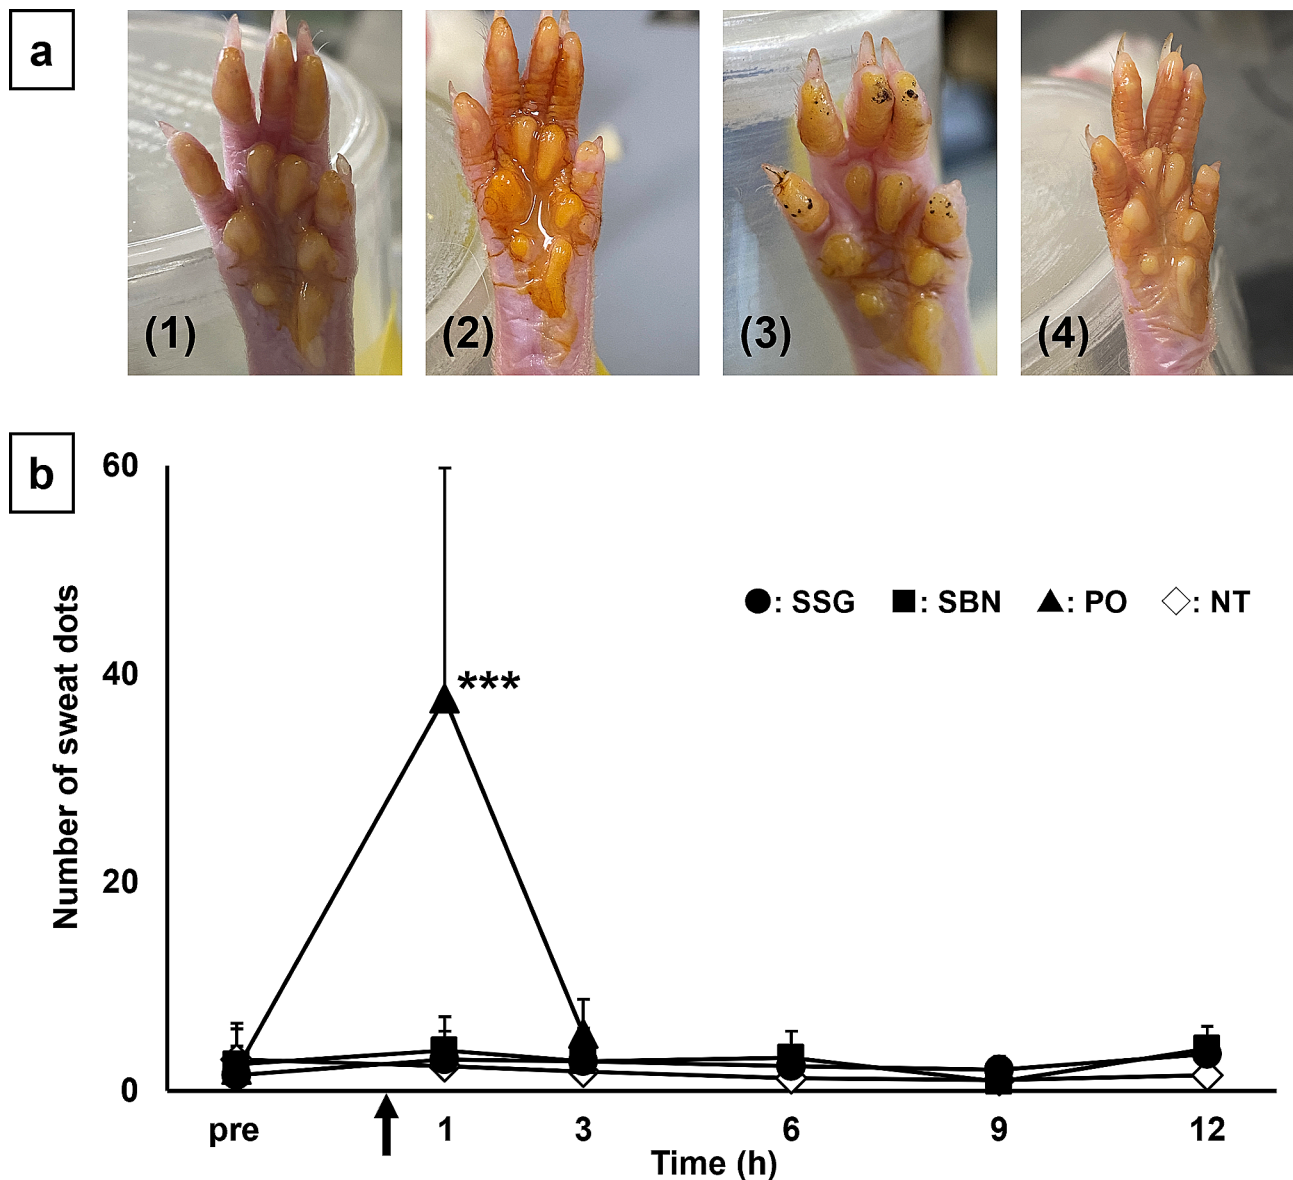 a
(1)
(2)
(3)
(4)
b
60
40
20
0
Number of sweat dots
***
: SSG : SBN : PO : NT
pre 1 3 6 9 12
Time (h)